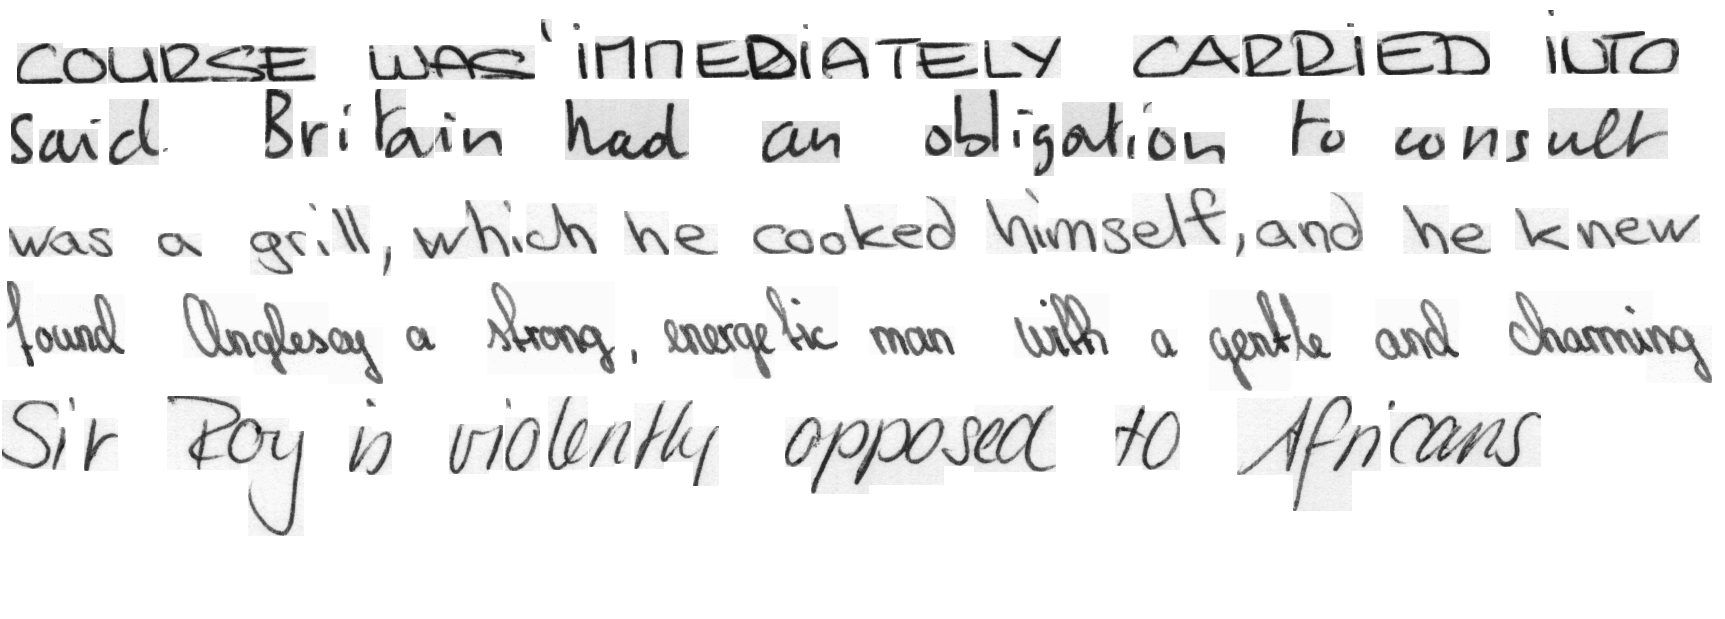 COURSE WAS' IMMEDIATELY CARRIED INTO
said. Britain had an obligation to consult
was a grill, which he cooked himself, and he knew
found Anglesay a strong, energetic man with a gentle and charming
Sir Roy is violently opposed to Africans